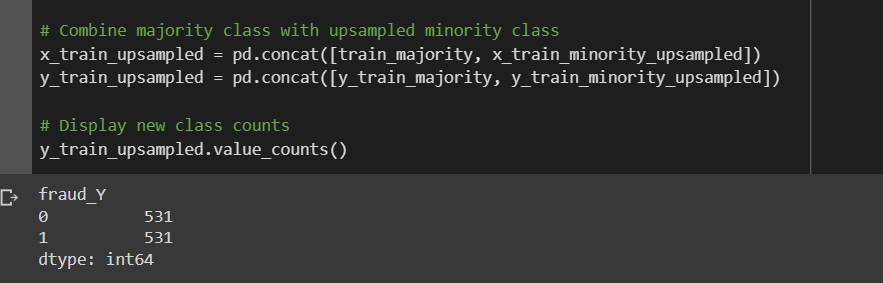 # Combine majority class with upsampled minority class
x_train_upsampled = pd.concat([train_majority, x_train_minority_upsampled])
y_train_upsampled = pd.concat([y_train_majority, y_train_minority_upsampled])
# Display new class counts
y_train_upsampled.value_counts()
fraud_Y
0          531
1          531
dtype: int64